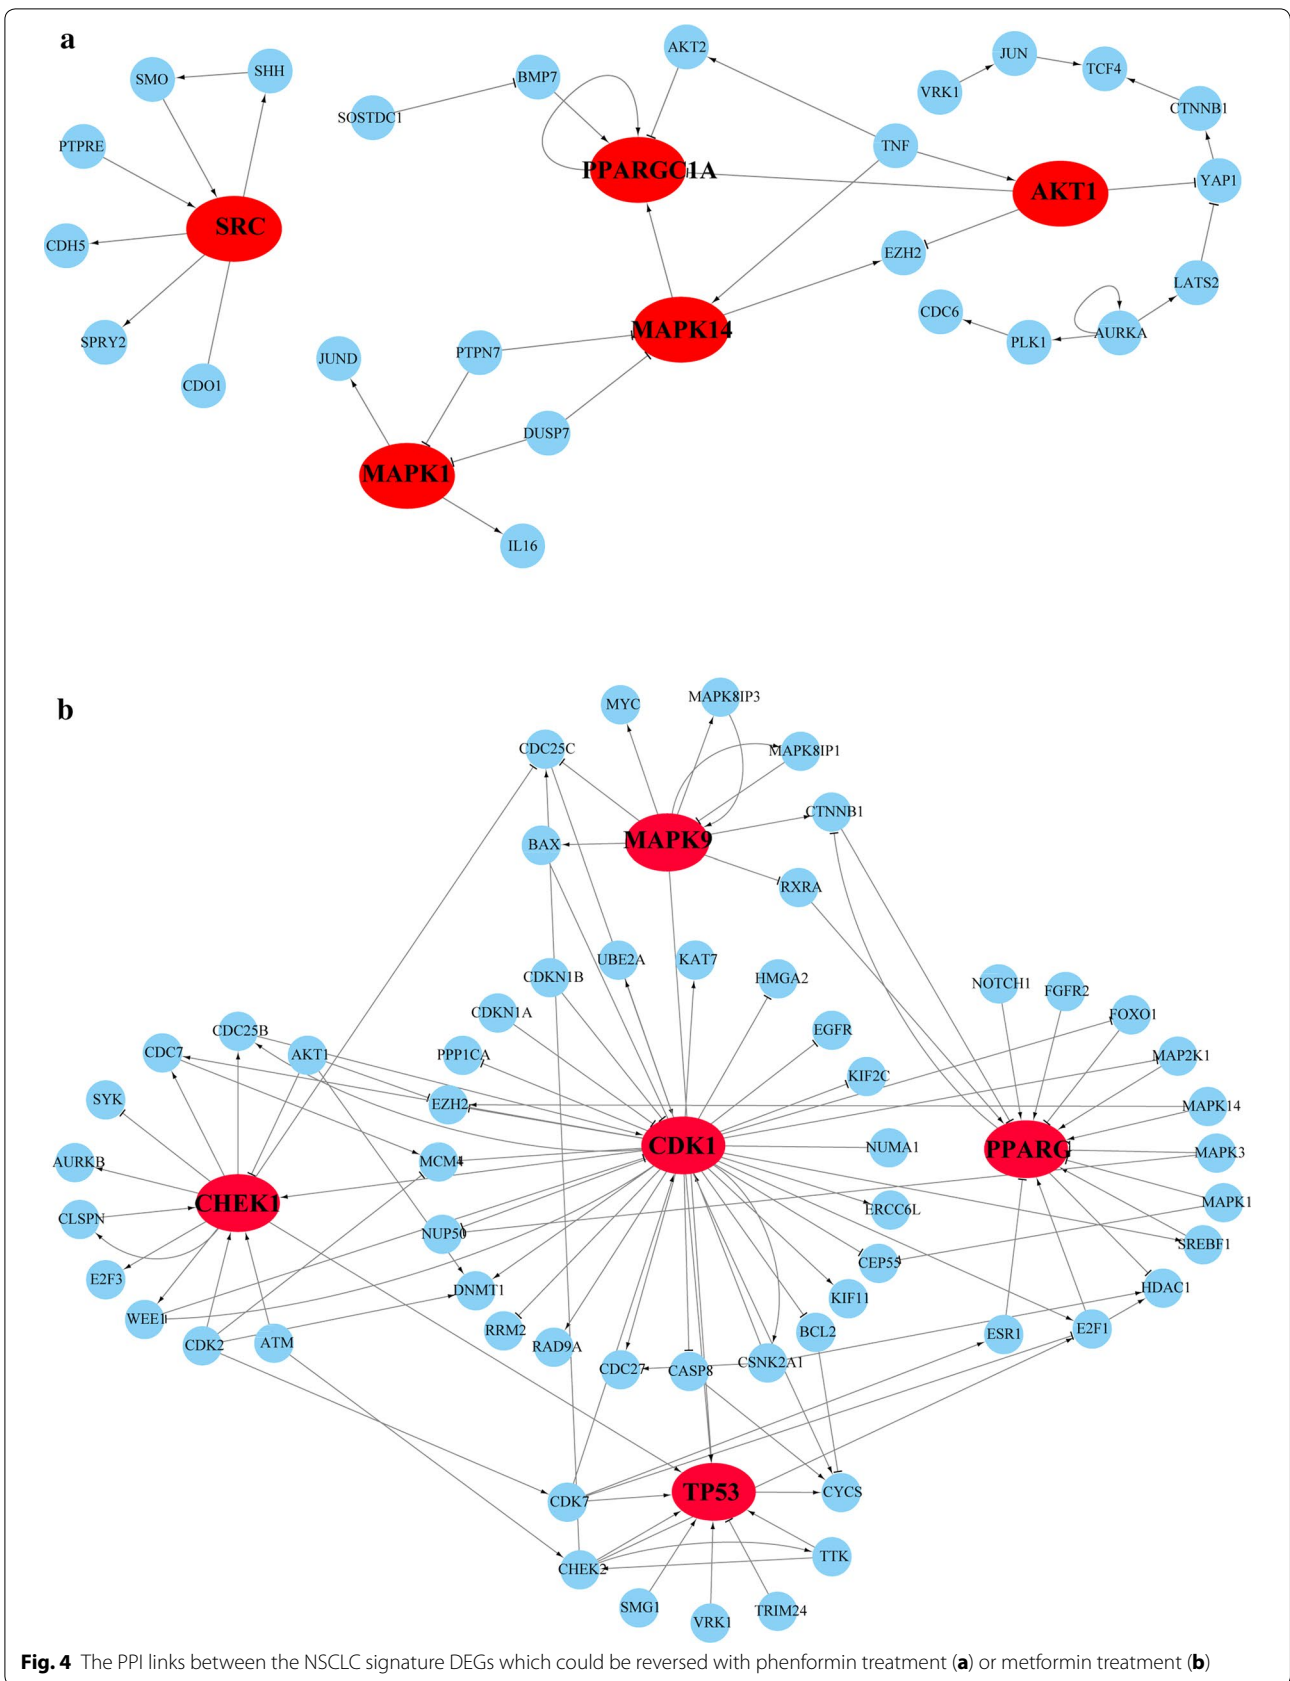 a
SMO
SHH
PTPRE
SRC
CDH5
SPRY2
CDO1
SOSTDC1
BMP7
AKT2
PPARGC1A
TNF
VRK1
JUN
TCF4
CTNNB1
YAP1
AKT1
EZH2
LATS2
CDC6
PLK1
AURKA
MAPK14
JUND
PTPN7
DUSP7
MAPK1
IL16
b
MYC
MAPK8IP3
CDC25C
MAPK8IP1
BAX
MAPK9
CTNNB1
RXRA
UBE2A
KAT7
CDKN1B
HMGA2
NOTCH1
FGFR2
CDKN1A
FOXO1
CDC25B
EGFR
CDC7
AKT1
PPP1CA
MAP2K1
KIF2C
SYK
EZH2
MAPK14
CDK1
NUMA1
PPARG
MAPK3
AURKB
MCM4
CHEK1
MAPK1
CLSPN
ERCC6L
NUP50
SREBF1
CEP55
E2F3
DNMT1
HDAC1
KIF11
WEE1
RRM2
BCL2
ESR1
E2F1
CDK2
ATM
RAD9A
CDC27
CASP8
CSNK2A1
TP53
CYCS
CDK7
CHEK2
TTK
SMG1
VRK1
TRIM24
Fig. 4 The PPI links between the NSCLC signature DEGs which could be reversed with phenformin treatment (a) or metformin treatment (b)